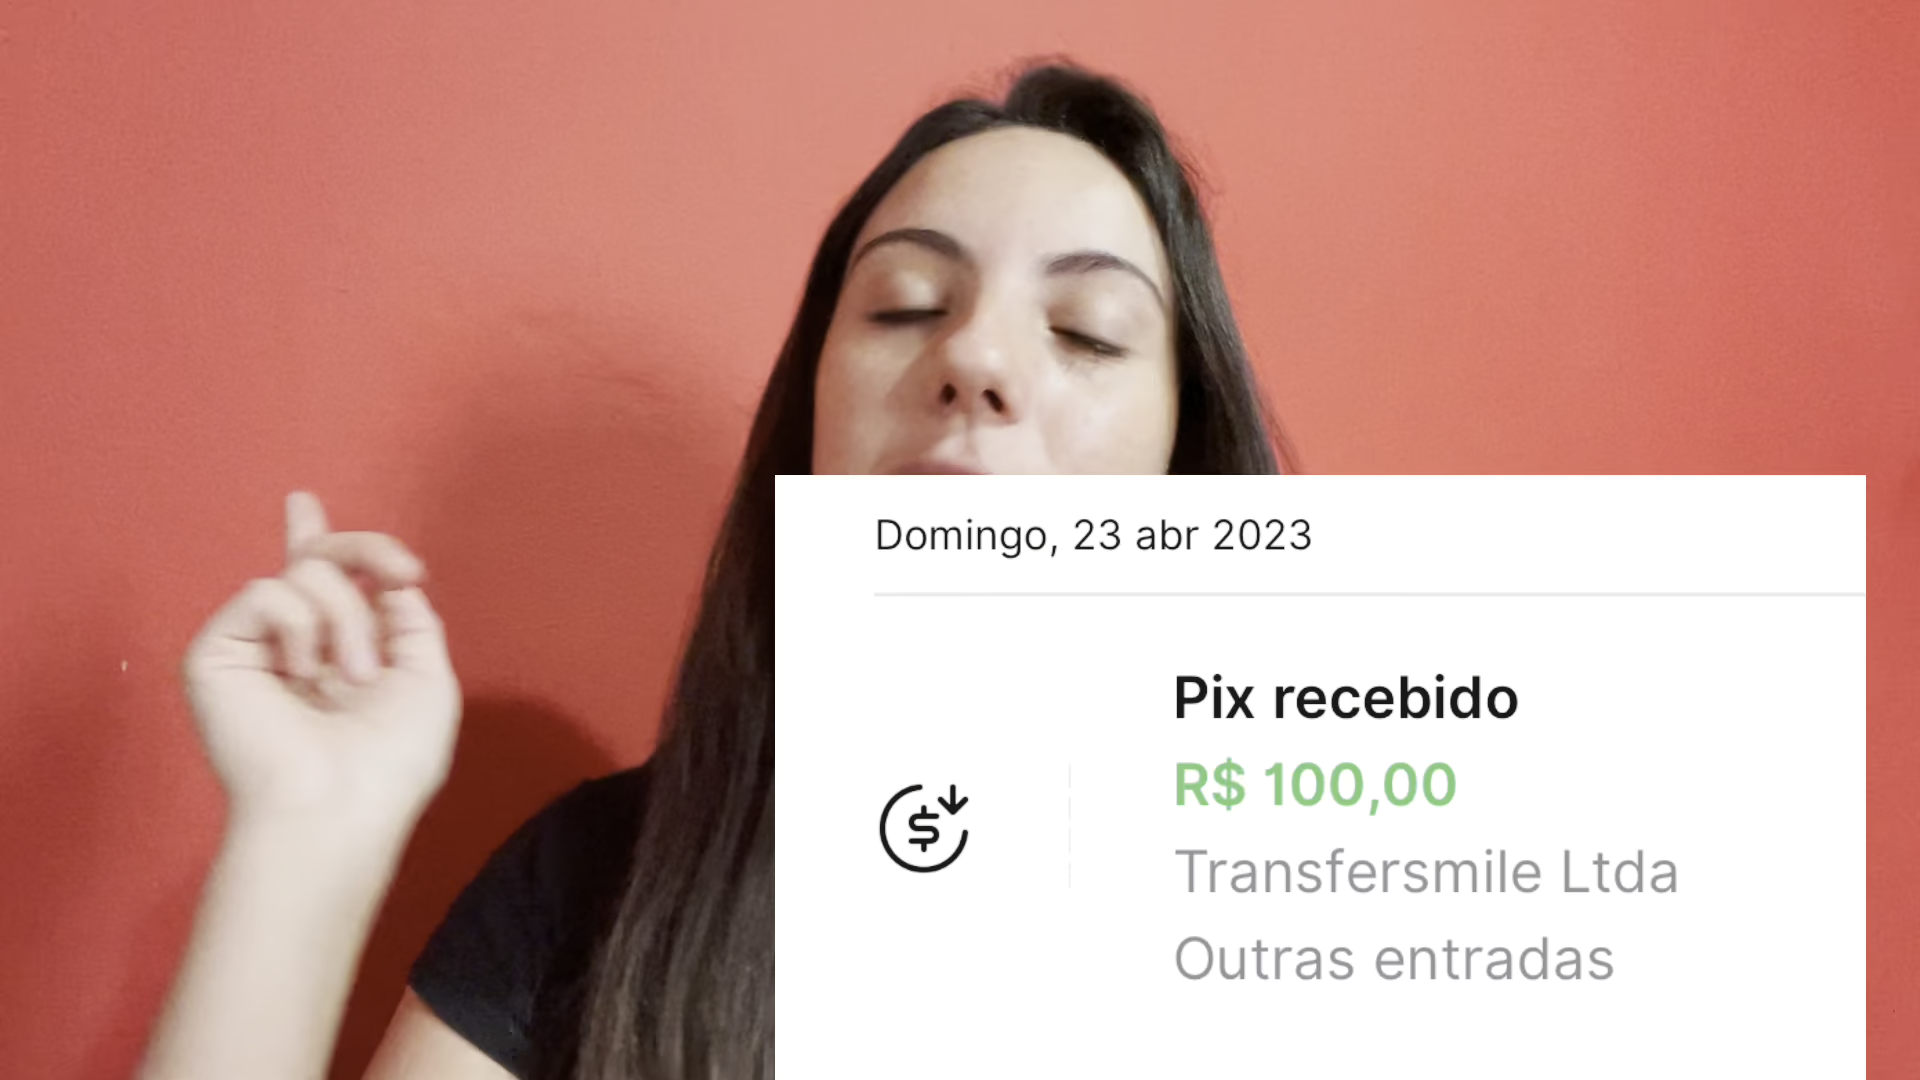 Domingo, 23 abr 2023
Pix recebido
R$ 100,00
Transfersmile Ltda
Outras entradas